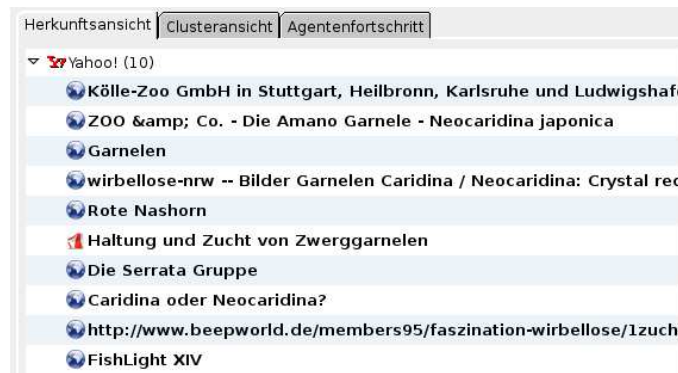 Herkunftsansicht Clusteransicht Agentenfortschritt
Yahoo! (10)
Kölle-Zoo GmbH in Stuttgart, Heilbronn, Karlsruhe und Ludwigshafe
ZOO &amp; Co. - Die Amano Garnele - Neocaridina japonica
Garnelen
wirbellose-nrw -- Bilder Garnelen Caridina / Neocaridina: Crystal red
Rote Nashorn
Haltung und Zucht von Zwerggarnelen
Die Serrata Gruppe
Caridina oder Neocaridina?
http://www.beepworld.de/members95/faszination-wirbellose/1zuch
FishLight XIV